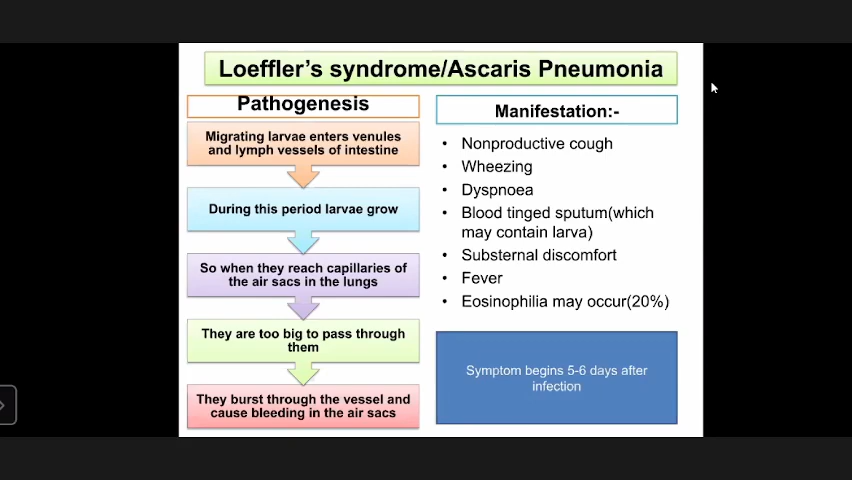 Loeffler's syndrome/Ascaris Pneumonia
Pathogenesis
Migrating larvae enters venules
and lymph vessels of intestine
During this period larvae grow
So when they reach capillaries of
the air sacs in the lungs
They are too big to pass through
them
They burst through the vessel and
cause bleeding in the air sacs
Manifestation:-
• Nonproductive cough
• Wheezing
• Dyspnoea
• Blood tinged sputum(which
may contain larva)
• Substernal discomfort
• Fever
• Eosinophilia may occur(20%)
Symptom begins 5-6 days after
infection